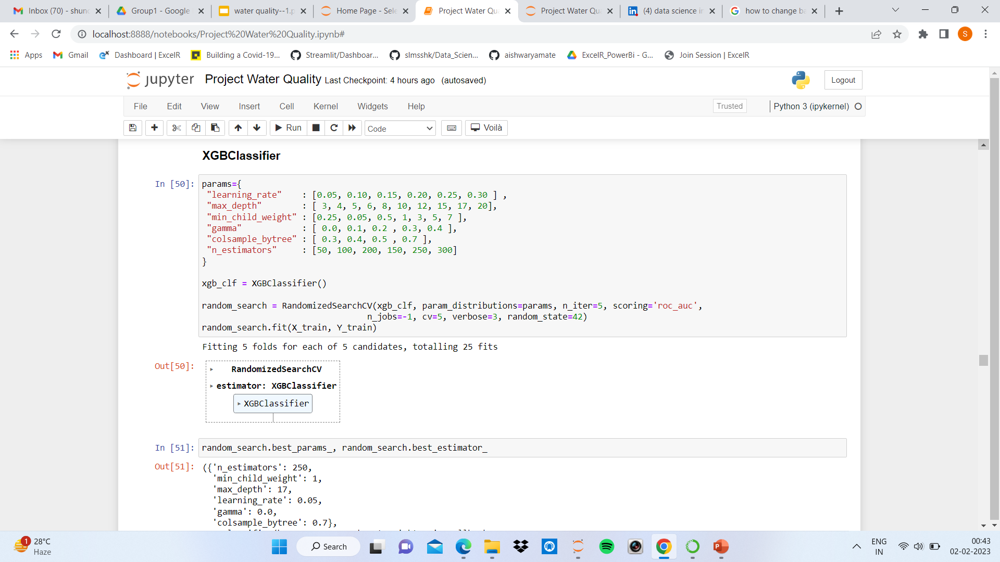 Inbox (70) - shund
Group1 - Google
water quality--1.p
Home Page - Sele
Project Water Qu
Project Water Qu
(4) data science in
how to change ba
localhost:8888/notebooks/Project%20Water%20Quality.ipynb#
S
Apps
Gmail
Dashboard | ExcelR
Building a Covid-19...
Streamlit/Dashboar...
slmsshk/Data_Scien...
aishwaryamate
ExcelR_PowerBi - G...
Join Session | ExcelR
jupyter
Project Water Quality Last Checkpoint: 4 hours ago (autosaved)
Logout
File Edit View Insert Cell Kernel Widgets Help
Trusted
Python 3 (ipykernel)
Run
Code
Voilà
XGBClassifier
In [50]:
params={
"learning_rate" : [0.05, 0.10, 0.15, 0.20, 0.25, 0.30 ] ,
"max_depth" : [ 3, 4, 5, 6, 8, 10, 12, 15, 17, 20],
"min_child_weight" : [0.25, 0.05, 0.5, 1, 3, 5, 7 ],
"gamma" : [ 0.0, 0.1, 0.2 , 0.3, 0.4 ],
"colsample_bytree" : [ 0.3, 0.4, 0.5 , 0.7 ],
"n_estimators" : [50, 100, 200, 150, 250, 300]
}
xgb_clf = XGBClassifier()
random_search = RandomizedSearchCV(xgb_clf, param_distributions=params, n_iter=5, scoring='roc_auc',
n_jobs=-1, cv=5, verbose=3, random_state=42)
random_search.fit(X_train, Y_train)
Fitting 5 folds for each of 5 candidates, totalling 25 fits
Out[50]:
RandomizedSearchCV
estimator: XGBClassifier
XGBClassifier
In [51]:
random_search.best_params_, random_search.best_estimator_
Out[51]:
({'n_estimators': 250,
'min_child_weight': 1,
'max_depth': 17,
'learning_rate': 0.05,
'gamma': 0.0,
'colsample_bytree': 0.7},
1
28°C
Haze
Search
ENG
IN
00:43
02-02-2023